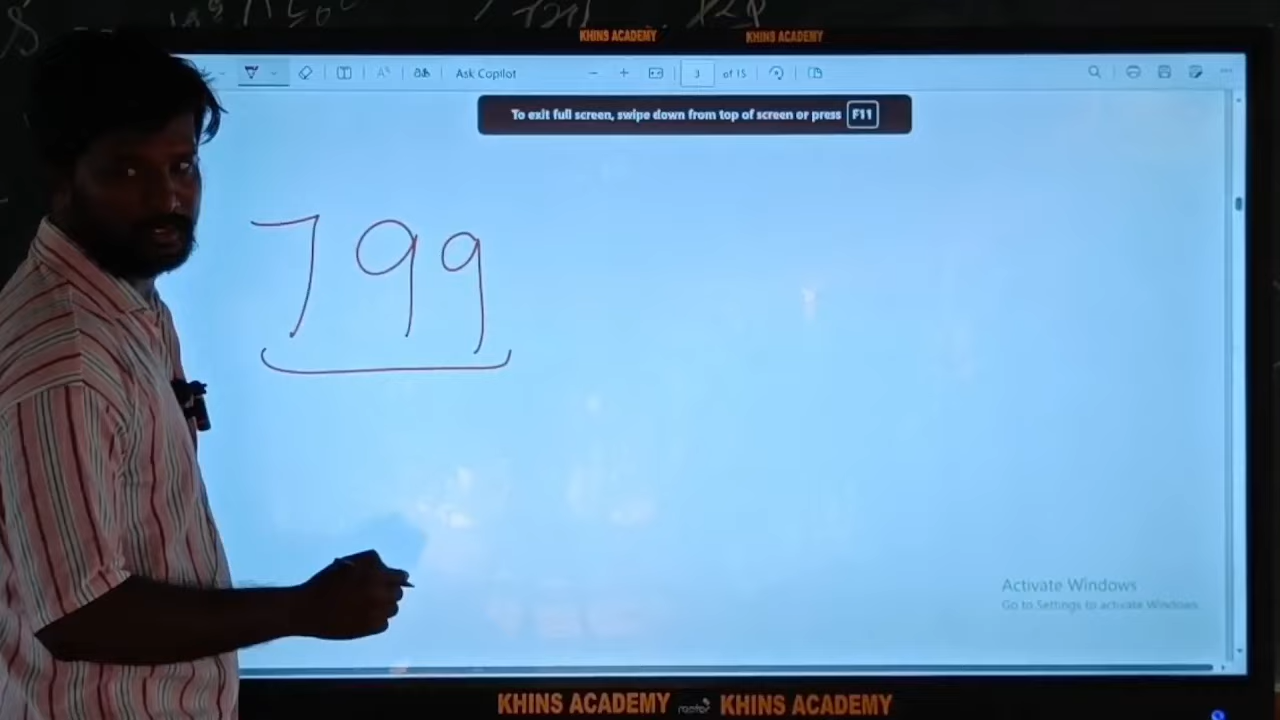 KHINS ACADEMY KHINS ACADEMY
Ask Copilot 3 of 15
To exit full screen, swipe down from top of screen or press F11
799
Activate Windows
Go to Settings to activate Windows.
KHINS ACADEMY KHINS ACADEMY